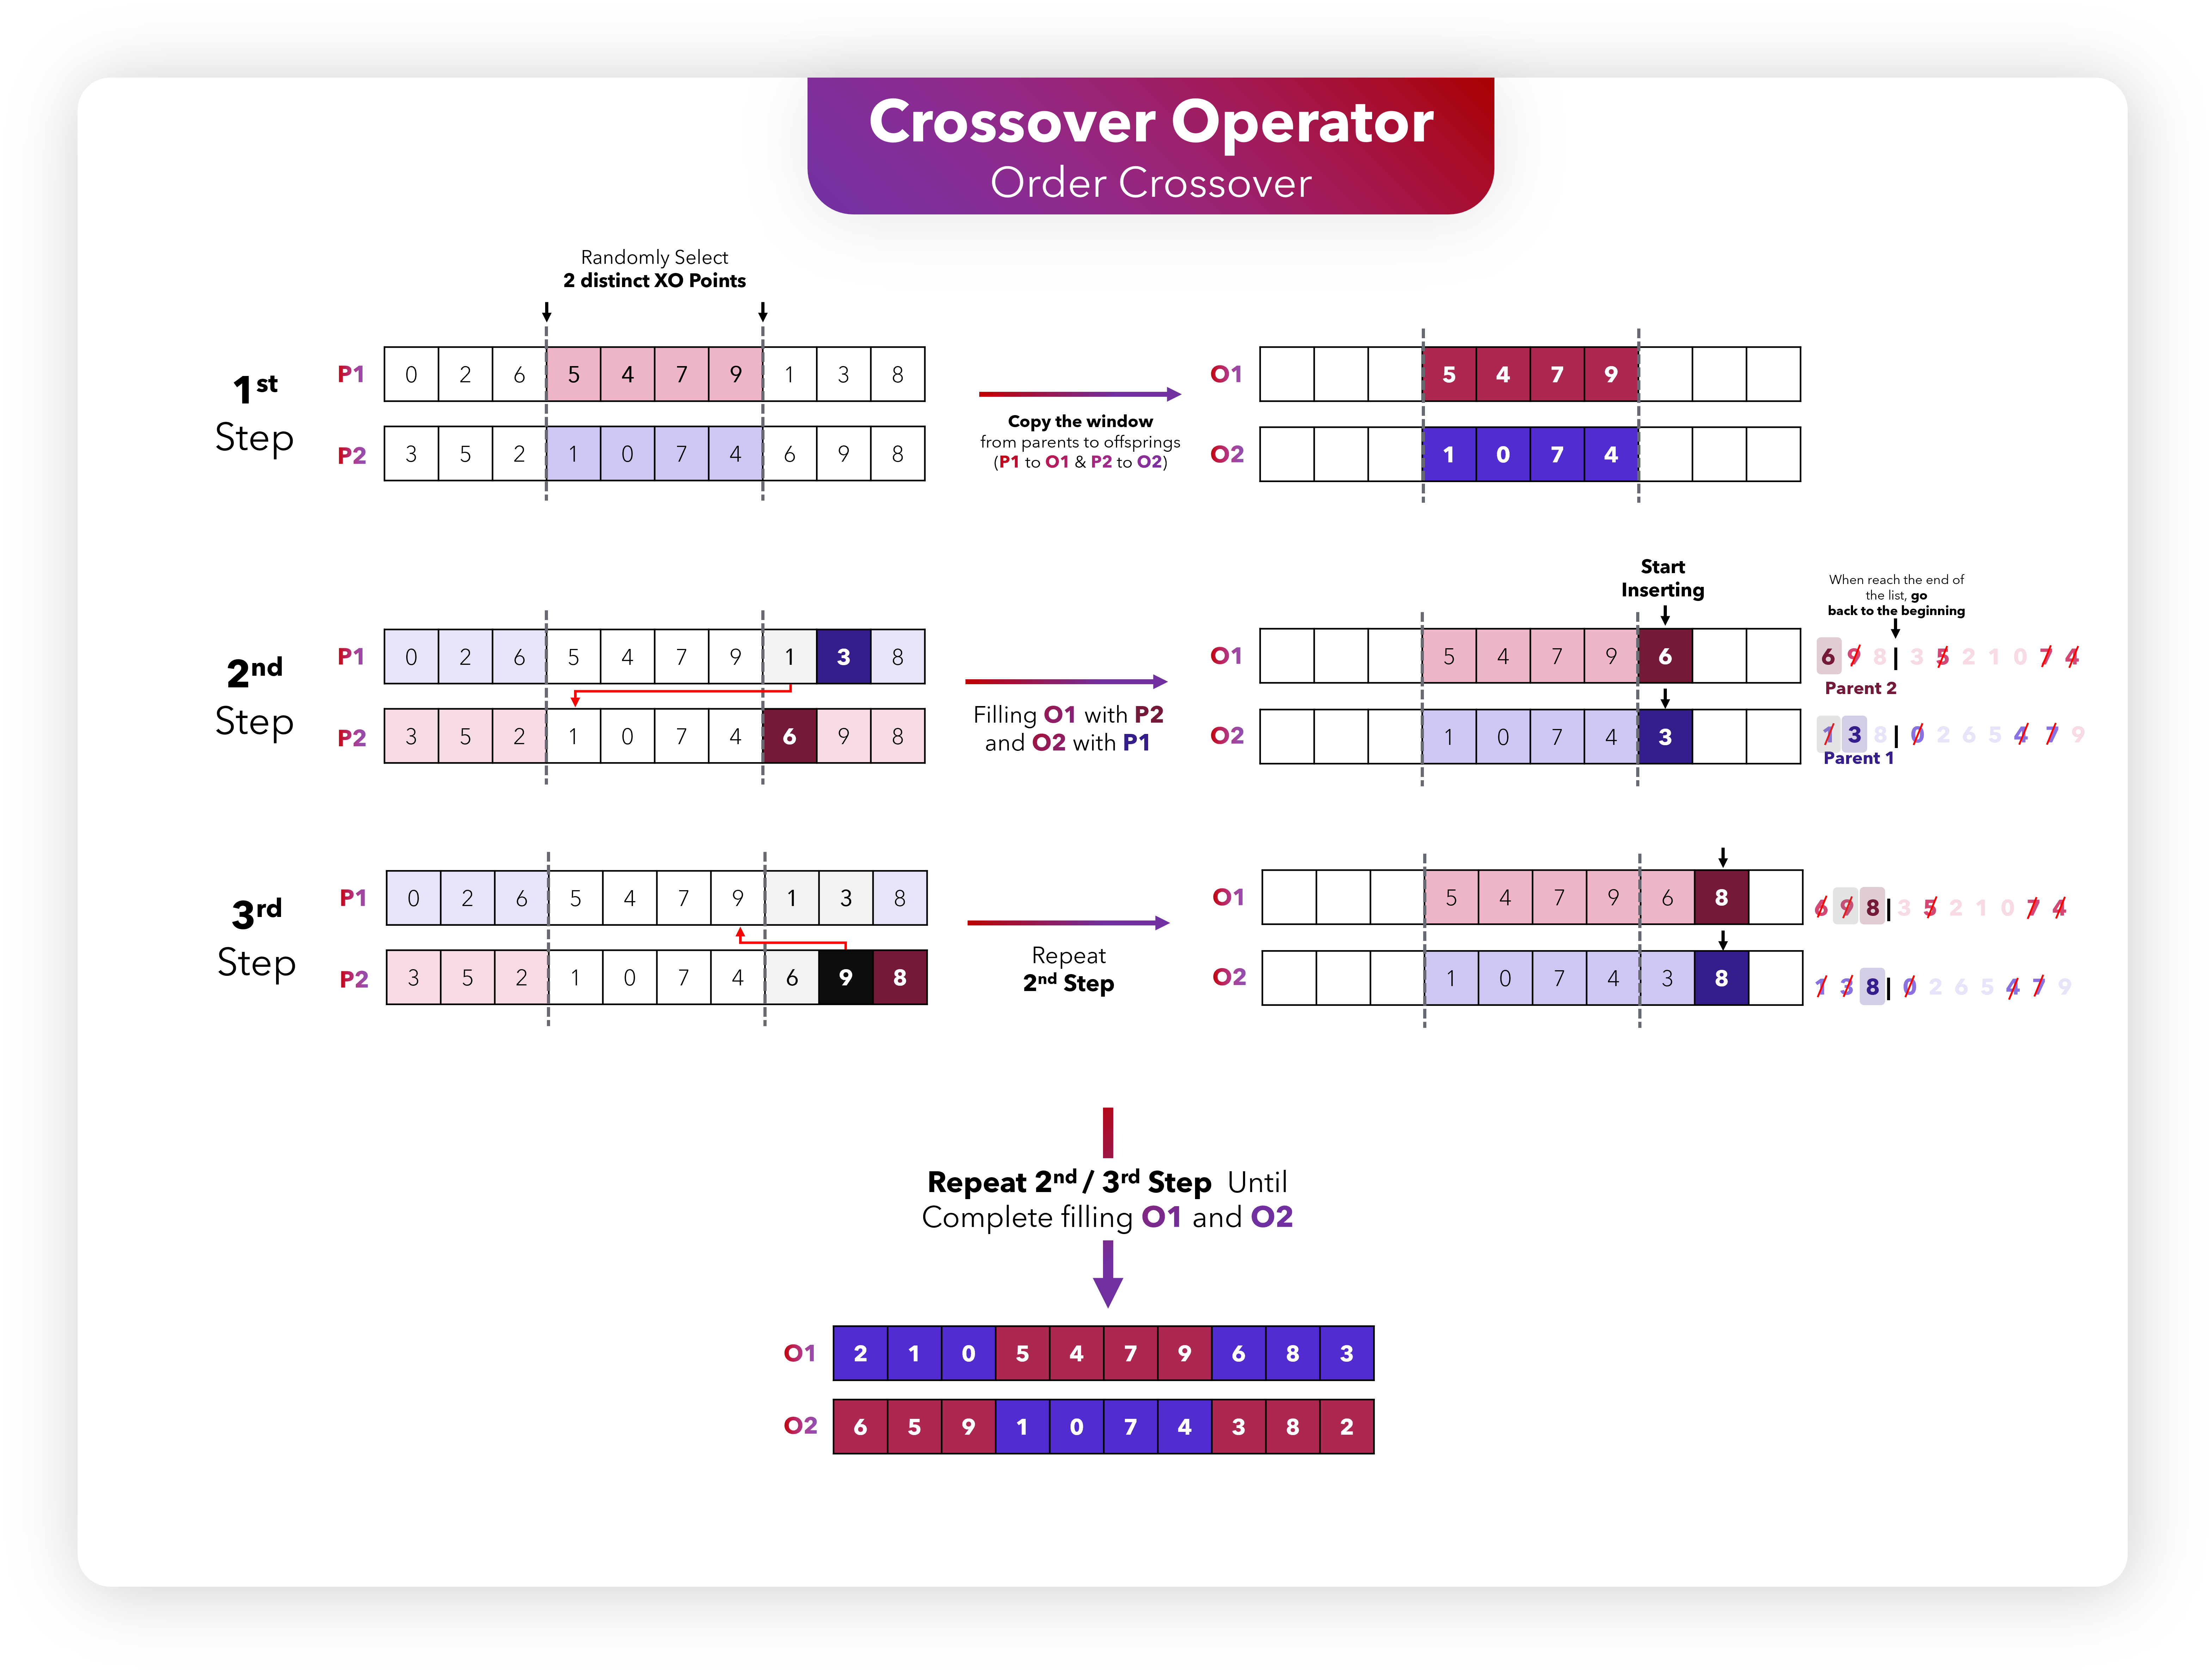 Crossover Operator
Order Crossover
Randomly Select
2 distinct XO Points
1st
Step
P1 0 2 6 5 4 7 9 1 3 8
P2 3 5 2 1 0 7 4 6 9 8
Copy the window
from parents to offsprings
(P1 to O1 & P2 to O2)
O1 5 4 7 9
O2 1 0 7 4
2nd
Step
P1 0 2 6 5 4 7 9 1 3 8
P2 3 5 2 1 0 7 4 6 9 8
Filling O1 with P2
and O2 with P1
Start
Inserting
O1 5 4 7 9 6
O2 1 0 7 4 3
When reach the end of
the list, go
back to the beginning
6 9 8 | 3 5 2 1 0 7 4
Parent 2
1 3 8 | 0 2 6 5 4 7 9
Parent 1
3rd
Step
P1 0 2 6 5 4 7 9 1 3 8
P2 3 5 2 1 0 7 4 6 9 8
Repeat
2nd Step
O1 5 4 7 9 6 8
O2 1 0 7 4 3 8
6 9 8 | 3 5 2 1 0 7 4
1 3 8 | 0 2 6 5 4 7 9
Repeat 2nd / 3rd Step Until
Complete filling O1 and O2
O1 2 1 0 5 4 7 9 6 8 3
O2 6 5 9 1 0 7 4 3 8 2